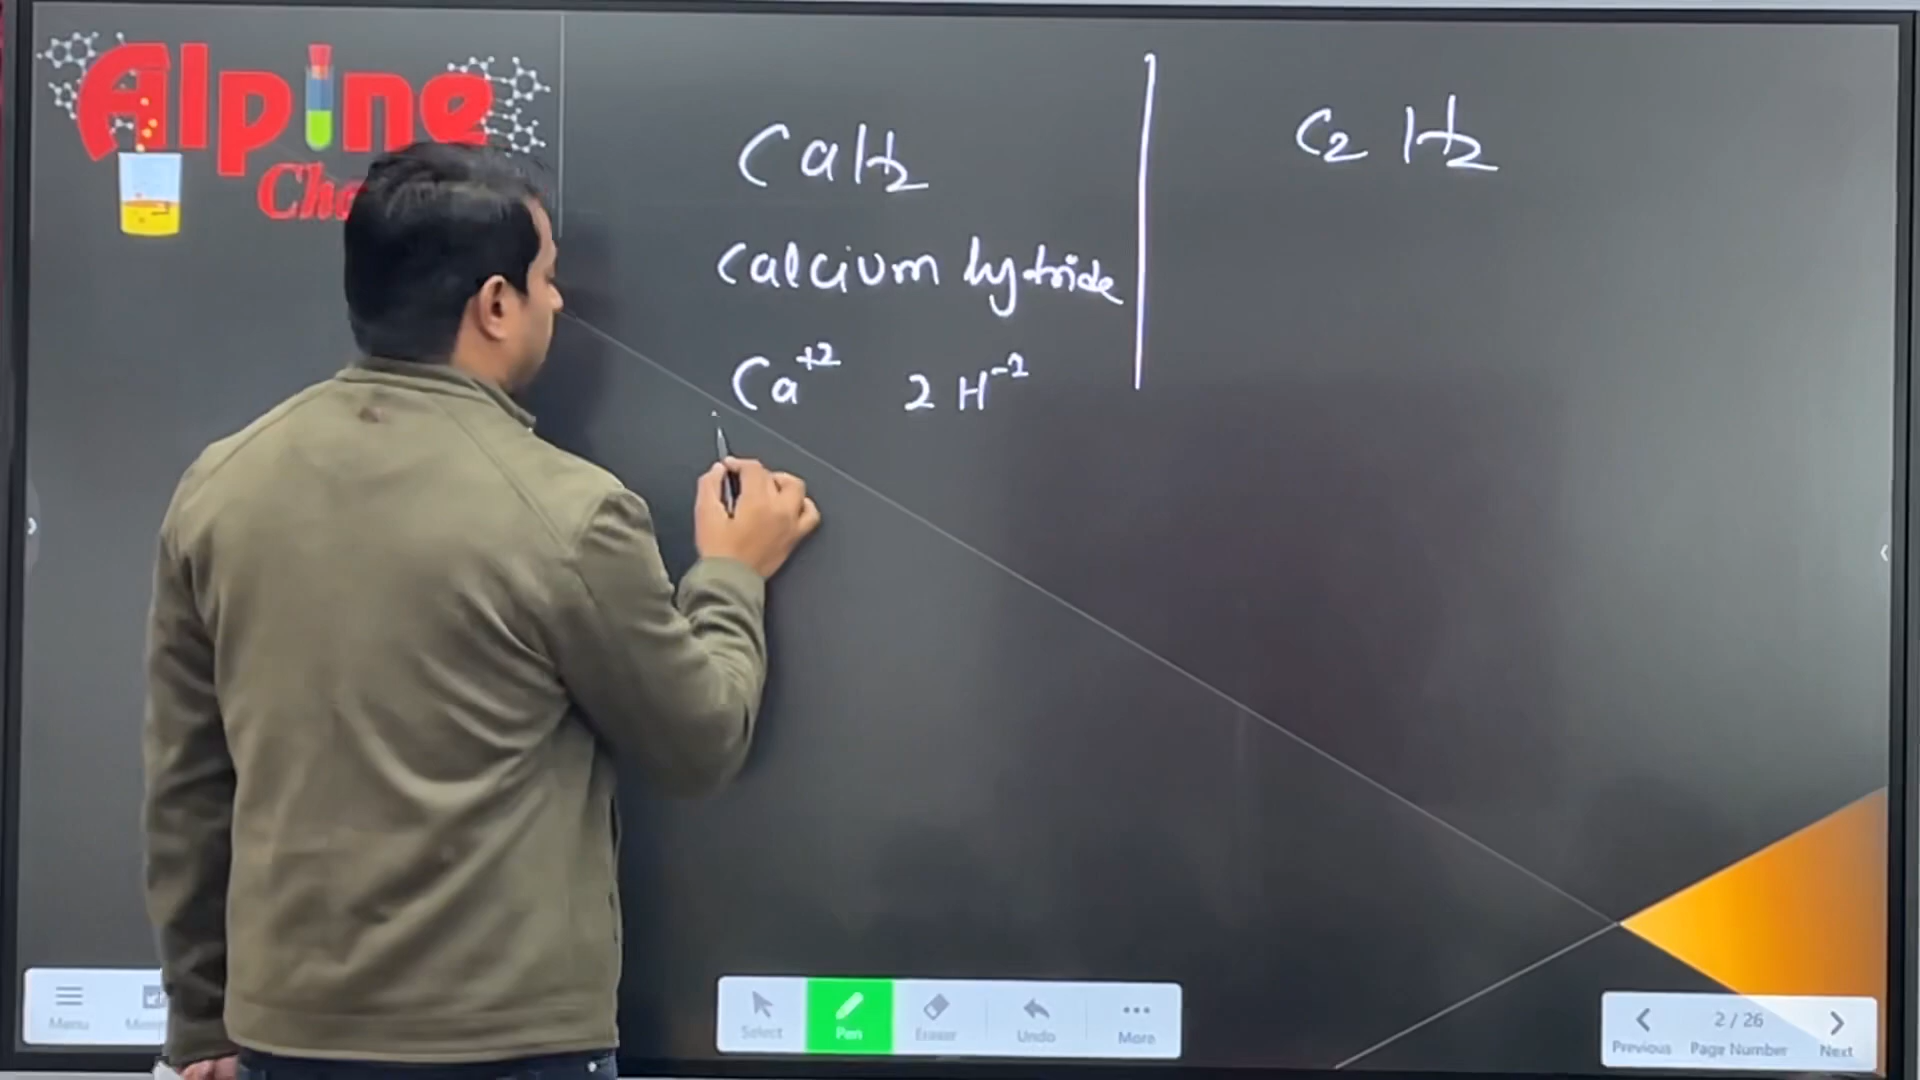 Alpine
CaH₂
C₂ H₂
Calcium hydride
Ca⁺² 2 H⁻¹
Menu
Select
Pen
Eraser
Undo
More
2 / 26
Previous
Page Number
Next